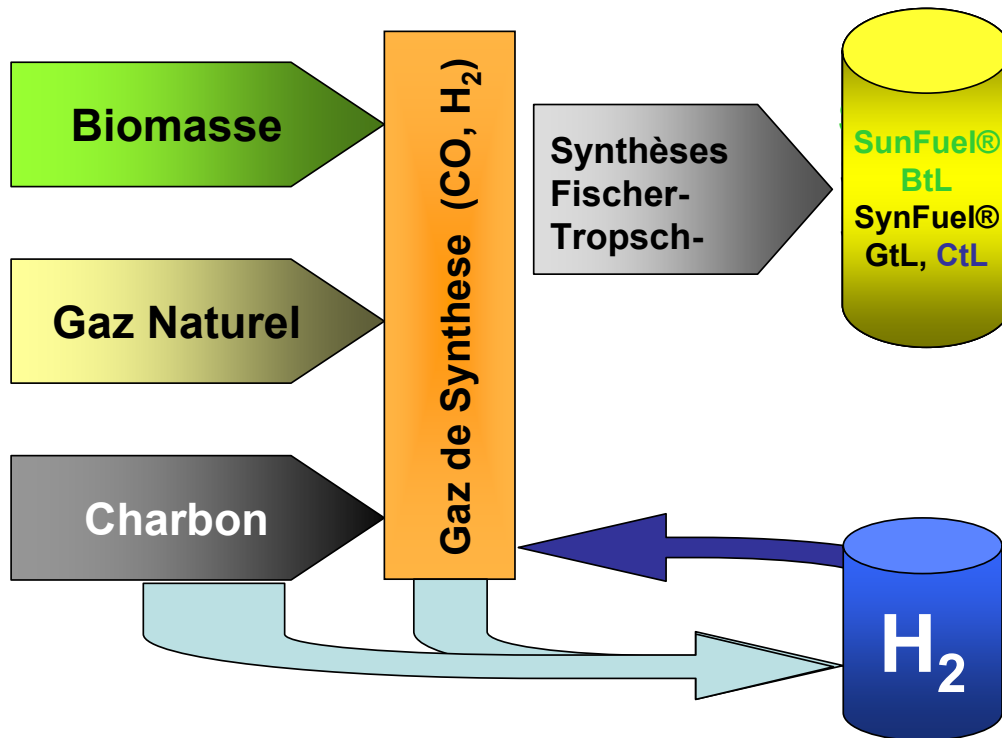 Biomasse
Gaz Naturel
Charbon
Gaz de Synthese (CO, H₂)
Synthèses
Fischer-
Tropsch-
SunFuel®
BtL
SynFuel®
GtL, CtL
H₂